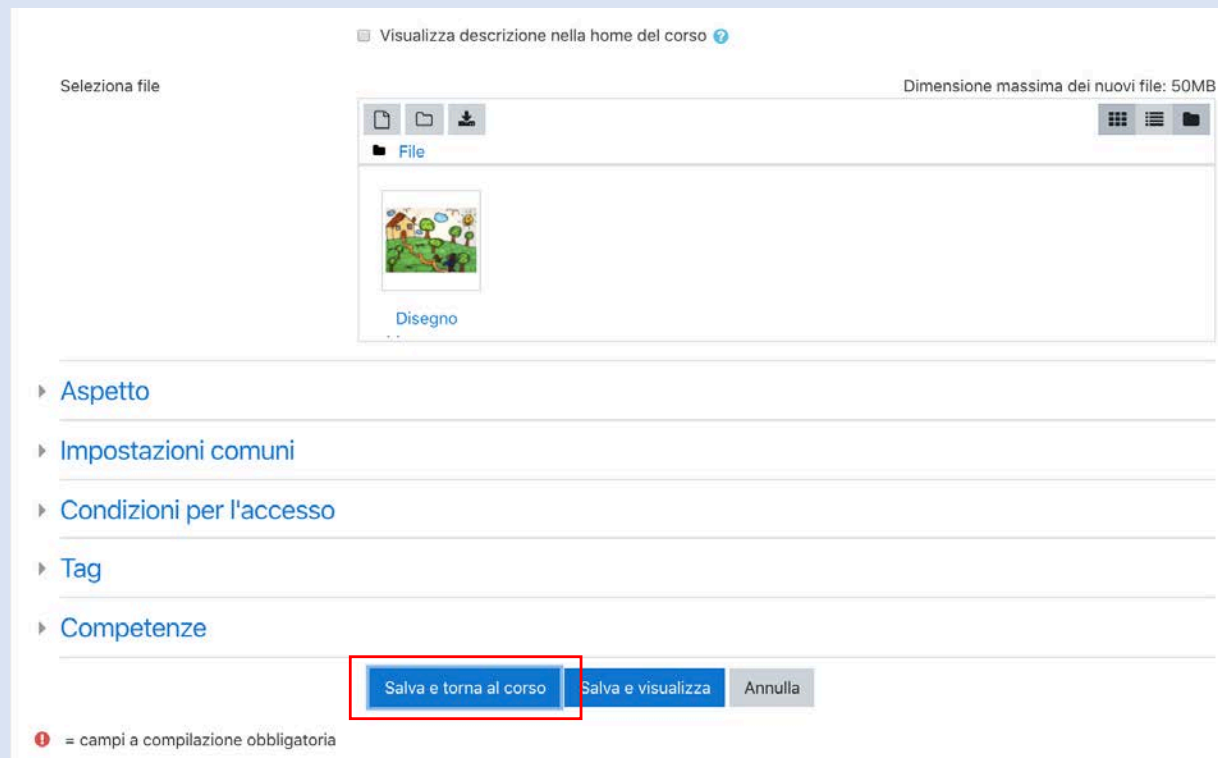 Visualizza descrizione nella home del corso
Seleziona file
Dimensione massima dei nuovi file: 50MB
File
Disegno
Aspetto
Impostazioni comuni
Condizioni per l'accesso
Tag
Competenze
Salva e torna al corso Salva e visualizza Annulla
= campi a compilazione obbligatoria